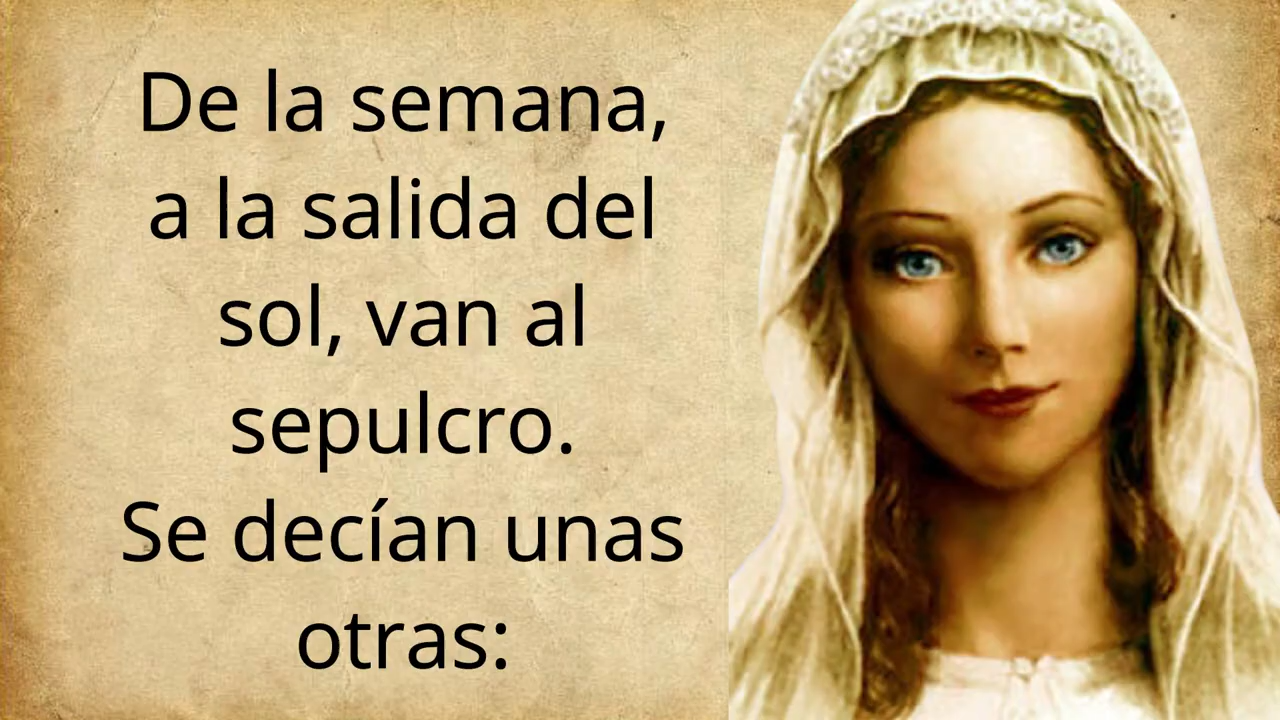 De la semana,
a la salida del
sol, van al
sepulcro.
Se decían unas
otras: